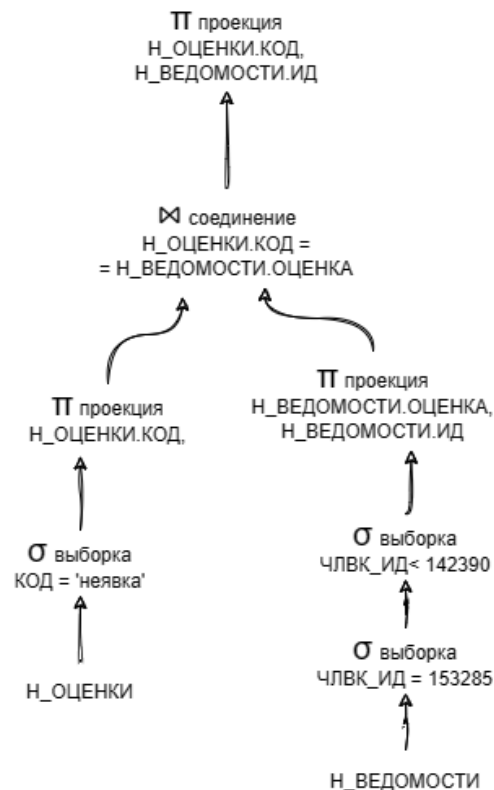 π проекция
Н_ОЦЕНКИ.КОД,
Н_ВЕДОМОСТИ.ИД
⋈ соединение
Н_ОЦЕНКИ.КОД =
= Н_ВЕДОМОСТИ.ОЦЕНКА
π проекция
Н_ОЦЕНКИ.КОД,
π проекция
Н_ВЕДОМОСТИ.ОЦЕНКА,
Н_ВЕДОМОСТИ.ИД
σ выборка
КОД = 'неявка'
σ выборка
ЧЛВК_ИД< 142390
Н_ОЦЕНКИ
σ выборка
ЧЛВК_ИД = 153285
Н_ВЕДОМОСТИ